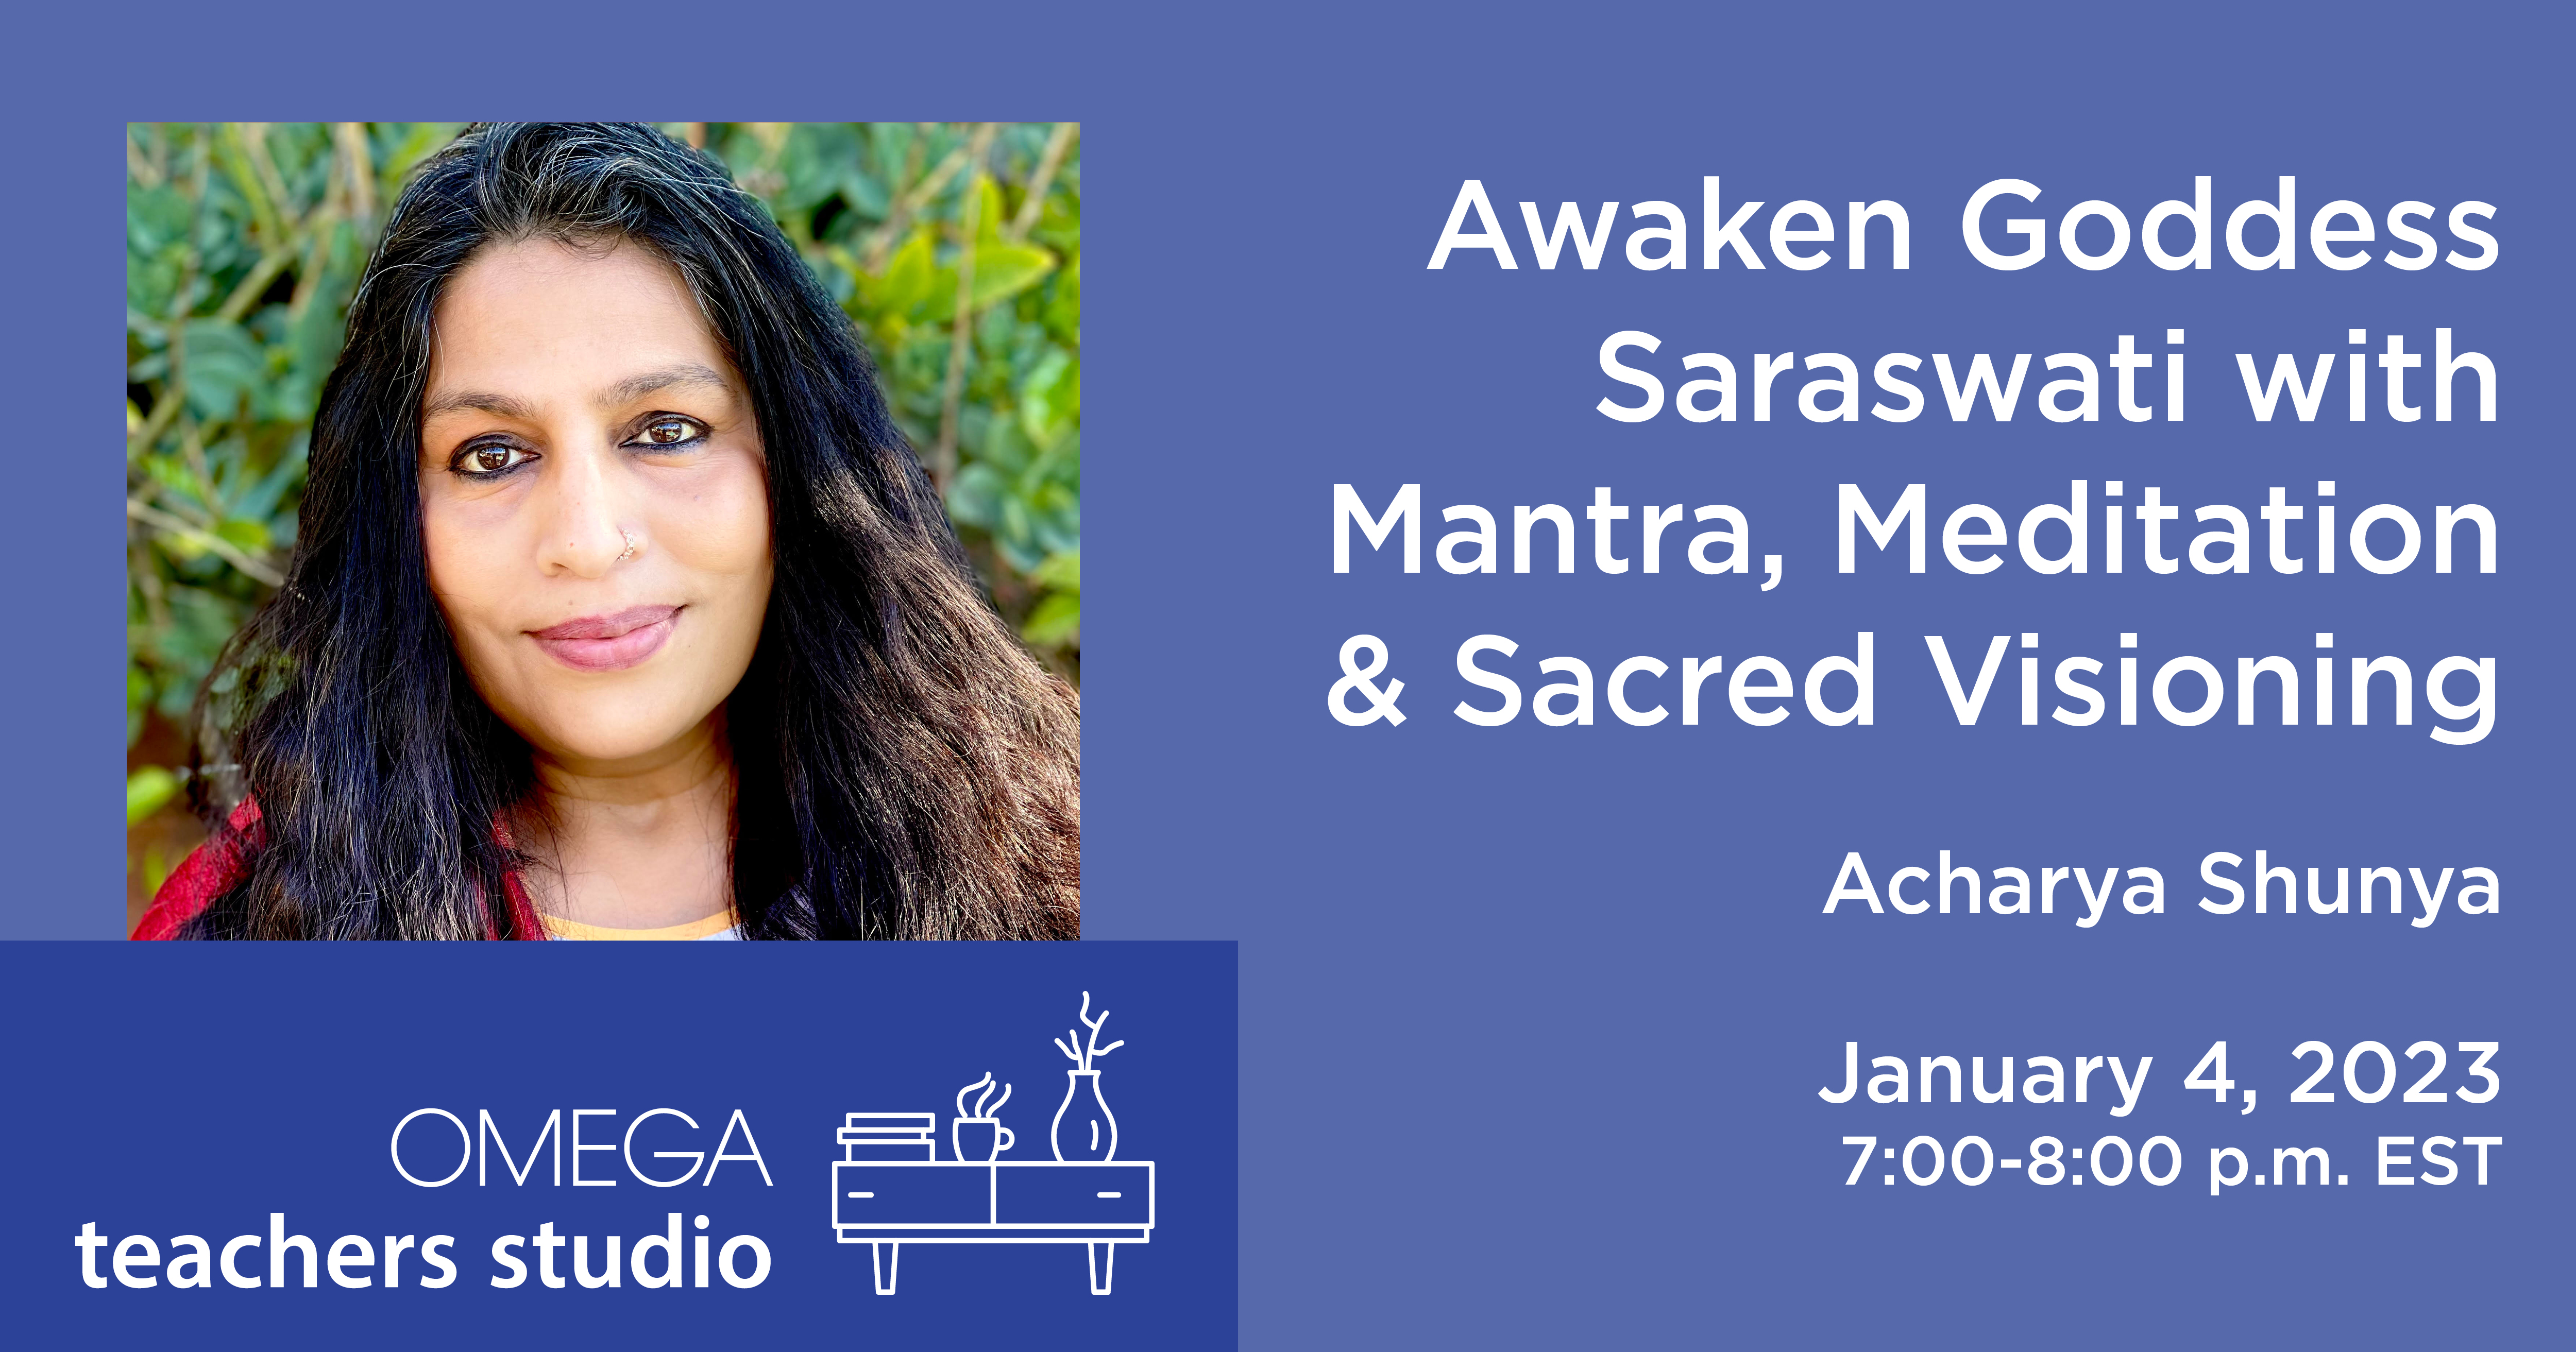 Awaken Goddess
Saraswati with
Mantra, Meditation
& Sacred Visioning
Acharya Shunya
January 4, 2023
7:00-8:00 p.m. EST
OMEGA
teachers studio